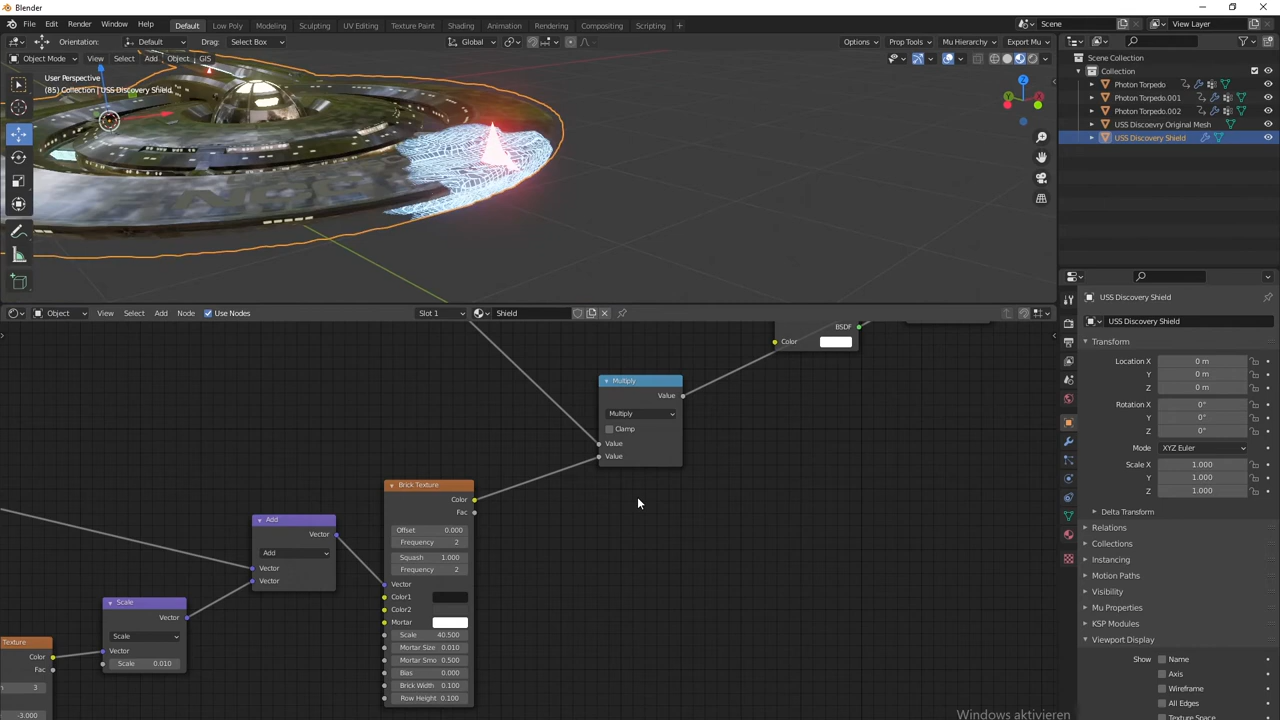 Blender
File Edit Render Window Help Default Low Poly Modeling Sculpting UV Editing Texture Paint Shading Animation Rendering Compositing Scripting + Scene View Layer
Orientation: Default Drag: Select Box Global Options Prop Tools Mu Hierarchy Export Mu
Object Mode View Select Add Object GIS
User Perspective
(85) Collection | USS Discovery Shield
Z
Y
X
NCC
Scene Collection
Collection
Photon Torpedo
Photon Torpedo.001
Photon Torpedo.002
USS Discoevry Original Mesh
USS Discovery Shield
Object View Select Add Node Use Nodes Slot 1 Shield
BSDF
Color
Multiply
Value
Multiply
Clamp
Value
Value
Brick Texture
Color
Fac
Offset 0.000
Frequency 2
Squash 1.000
Frequency 2
Vector
Color1
Color2
Mortar
Scale 40.500
Mortar Size 0.010
Mortar Smo 0.500
Bias 0.000
Brick Width 0.100
Row Height 0.100
Add
Vector
Add
Vector
Vector
Scale
Vector
Scale
Vector
Scale 0.010
Texture
Color
Fac
3
-3.000
USS Discovery Shield
USS Discovery Shield
Transform
Location X 0 m
Y 0 m
Z 0 m
Rotation X 0°
Y 0°
Z 0°
Mode XYZ Euler
Scale X 1.000
Y 1.000
Z 1.000
Delta Transform
Relations
Collections
Instancing
Motion Paths
Visibility
Mu Properties
KSP Modules
Viewport Display
Show Name
Axis
Wireframe
All Edges
Texture Space
Windows aktivieren